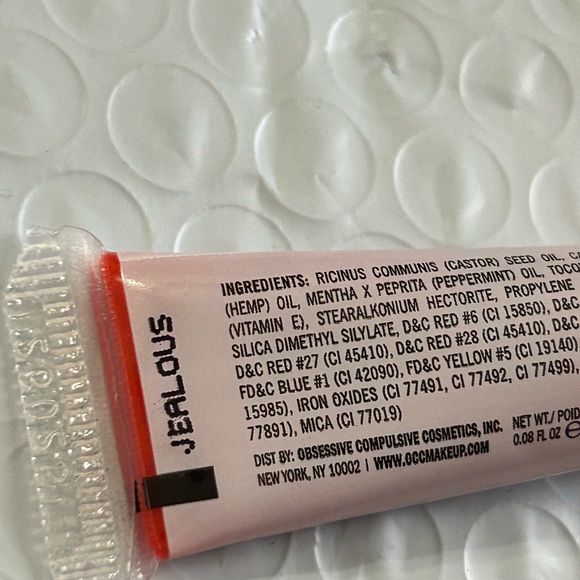 INGREDIENTS: RICINUS COMMUNIS (CASTOR) SEED OIL,
(HEMP) OIL, MENTHA X PEPRITA (PEPPERMINT) OIL,
(VITAMIN E), STEARALKONIUM HECTORITE, PROPYLENE
SILICA DIMETHYL SILYLATE, D&C RED #6 (CI 15850), D&C
D&C RED #27 (CI 45410), D&C RED #28 (CI 45410), D&C
FD&C BLUE #1 (CI 42090), FD&C YELLOW #5 (CI 19140),
15985), IRON OXIDES (CI 77491, CI 77492, CI 77499),
77891), MICA (CI 77019)
DIST BY: OBSESSIVE COMPULSIVE COSMETICS, INC.
NEW YORK, NY 10002 | WWW.OCCMAKEUP.COM
NET WT./
0.08 FL OZ
JEALOUS